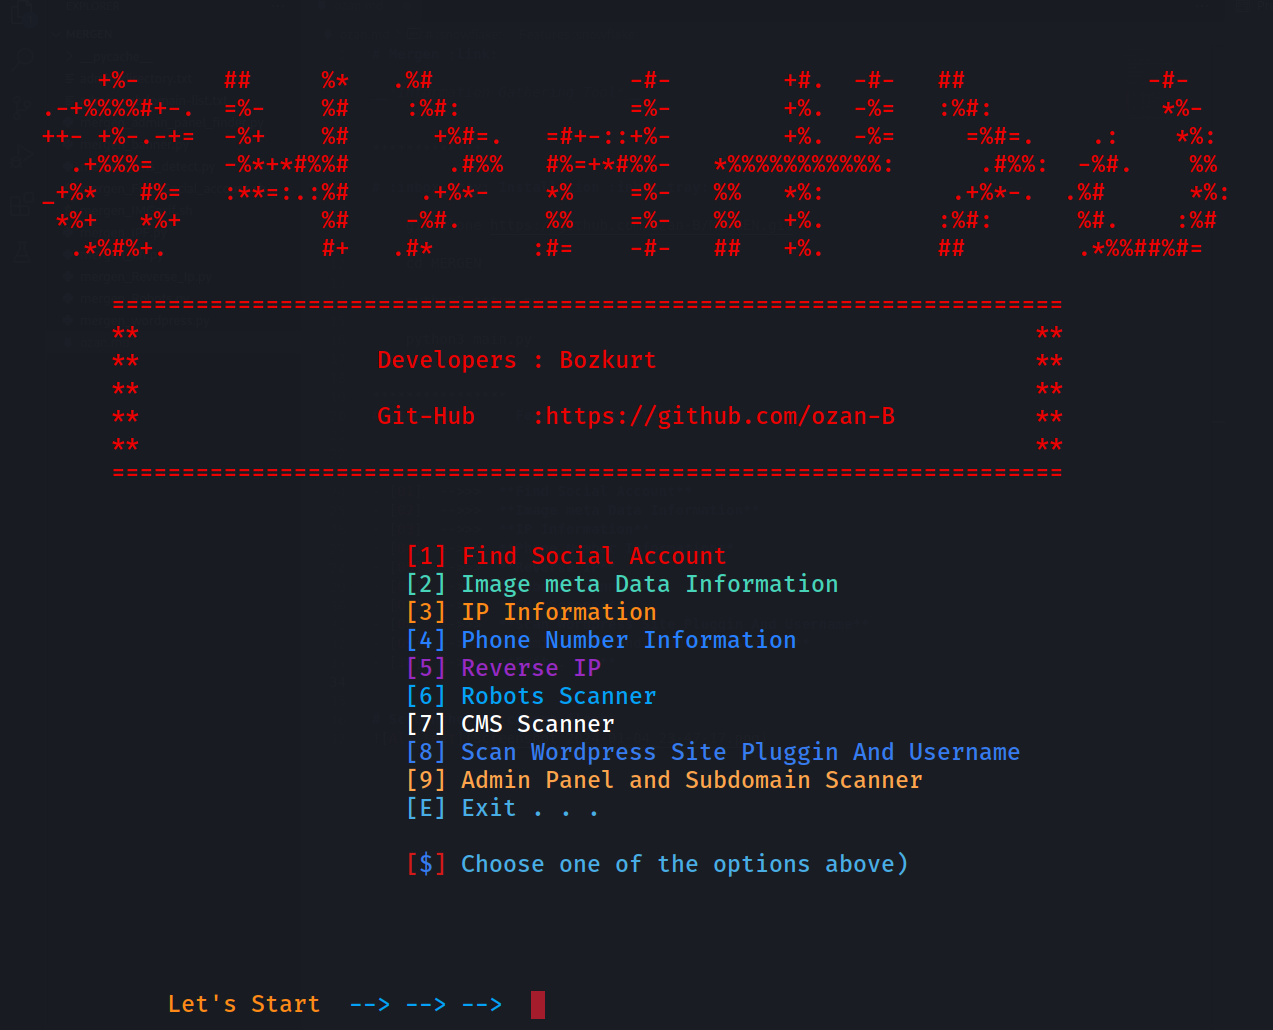 +%-      ##     %*   .%#              -#-        +#.  -#-   ##             -#-
.-+%%%%#+-.  =%-    %#    :%#:            =%-        +%.  -%=   :%#:            *%-
++- +%-.-+=  -%+    %#      +%#=.   =#+-::+%-        +%.  -%=     =%#=.    .:    *%:
.+%%%=     -%*+*#%%#       .#%%   #%=+*#%%-   *%%%%%%%%%%%:      .#%%:  -%#.    %%
_+%*   #%=   :**=:.:%#     .+%*-    *%    =%-   %%   *%:         .+%*-.  .%#      *%:
*%+   *%+          %#    -%#.      %%    =%-   %%   +%.        :%#:      %#.    :%#
.*%#%+.           #+   .#*       :#=    -#-   ##   +%.        ##        .*%%##%#=
====================================================================
** **
** Developers : Bozkurt **
** **
** Git-Hub    :https://github.com/ozan-B **
** **
====================================================================
[1] Find Social Account
[2] Image meta Data Information
[3] IP Information
[4] Phone Number Information
[5] Reverse IP
[6] Robots Scanner
[7] CMS Scanner
[8] Scan Wordpress Site Pluggin And Username
[9] Admin Panel and Subdomain Scanner
[E] Exit . . .
[$] Choose one of the options above)
Let's Start  --> --> -->